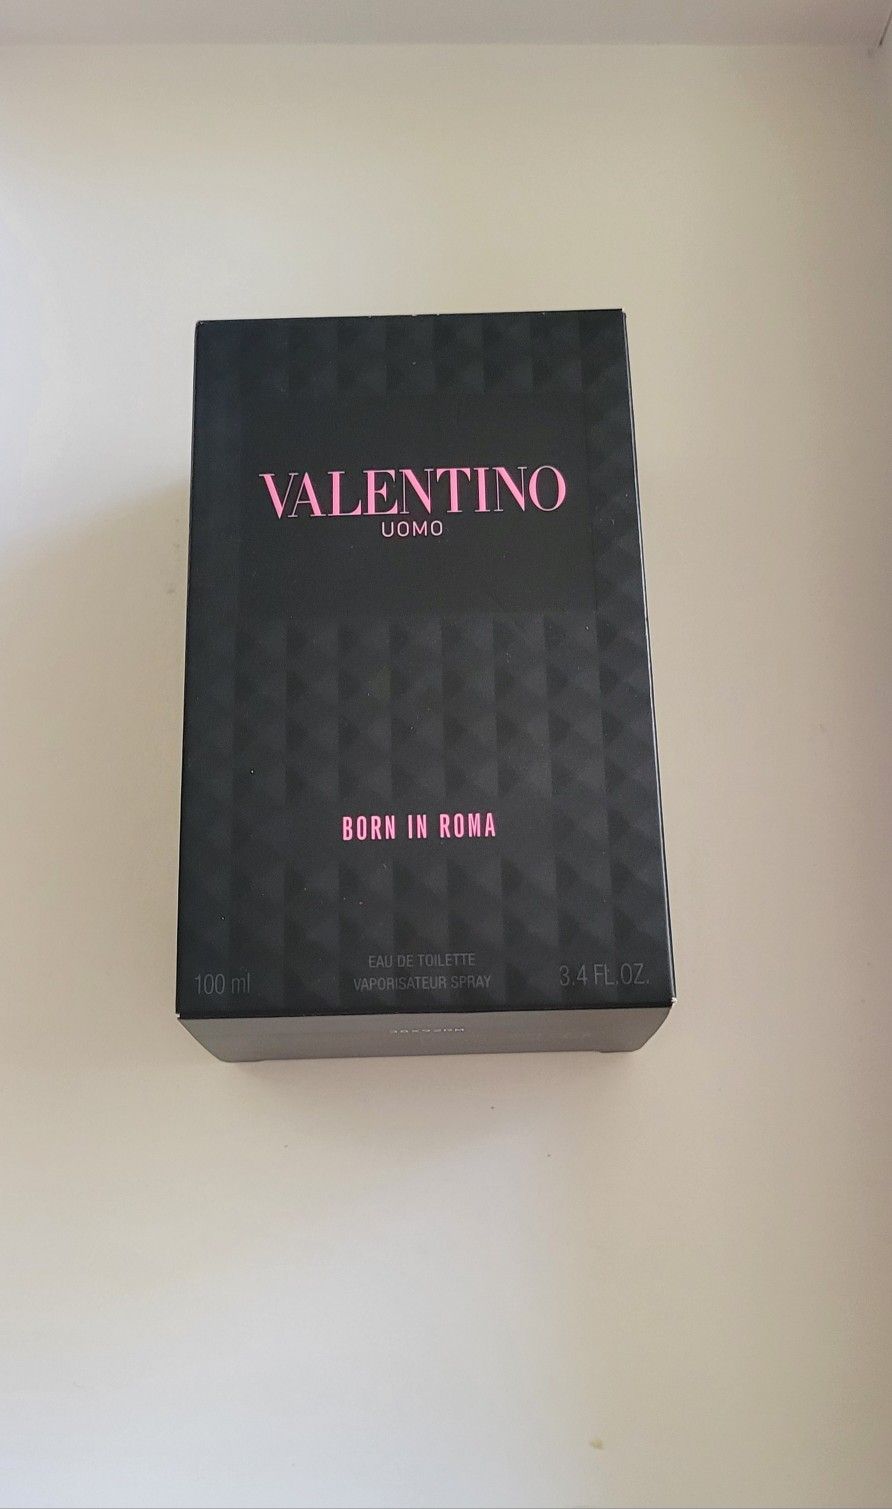 VALENTINO
UOMO
BORN IN ROMA
EAU DE TOILETTE
100 ml VAPORISATEUR SPRAY 3.4 FL.OZ.